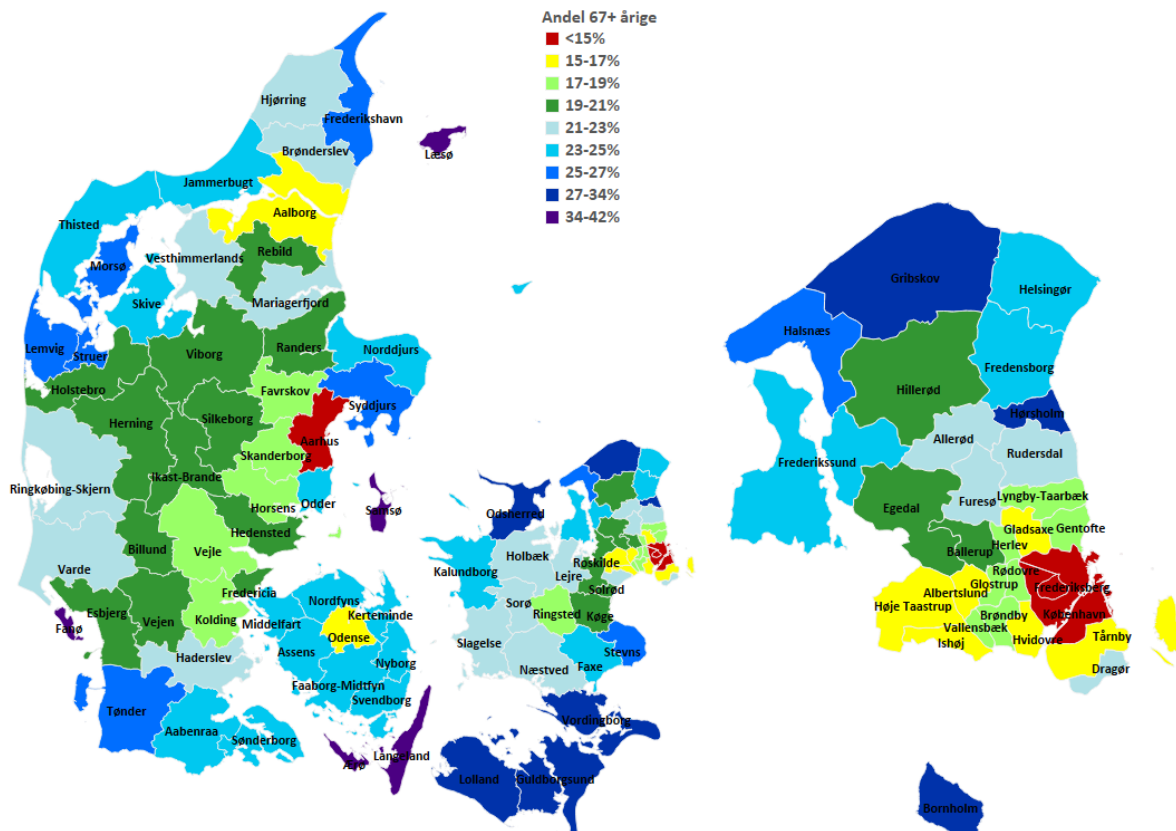 Andel 67+ årige
<15%
15-17%
17-19%
19-21%
21-23%
23-25%
25-27%
27-34%
34-42%
Hjørring
Frederikshavn
Brønderslev
Læsø
Jammerbugt
Aalborg
Thisted
Rebild
Vesthimmerlands
Morsø
Mariagerfjord
Skive
Lemvig
Struer
Viborg
Randers
Norddjurs
Holstebro
Favrskov
Syddjurs
Herning
Silkeborg
Aarhus
Skanderborg
Ikast-Brande
Ringkøbing-Skjern
Odder
Samsø
Horsens
Hedensted
Billund
Vejle
Varde
Fredericia
Esbjerg
Vejen
Kolding
Fanø
Haderslev
Tønder
Aabenraa
Sønderborg
Nordfyns
Middelfart
Kerteminde
Odense
Assens
Nyborg
Faaborg-Midtfyn
Svendborg
Langeland
Ærø
Odsherred
Holbæk
Kalundborg
Lejre
Roskilde
Solrød
Sorø
Ringsted
Køge
Slagelse
Stevns
Næstved
Faxe
Vordingborg
Lolland
Guldborgsund
Gribskov
Helsingør
Halsnæs
Fredensborg
Hillerød
Hørsholm
Allerød
Rudersdal
Frederikssund
Egedal
Furesø
Lyngby-Taarbæk
Gladsaxe
Gentofte
Herlev
Ballerup
Rødovre
Glostrup
Frederiksberg
Albertslund
Høje Taastrup
København
Brøndby
Vallensbæk
Hvidovre
Ishøj
Tårnby
Dragør
Bornholm